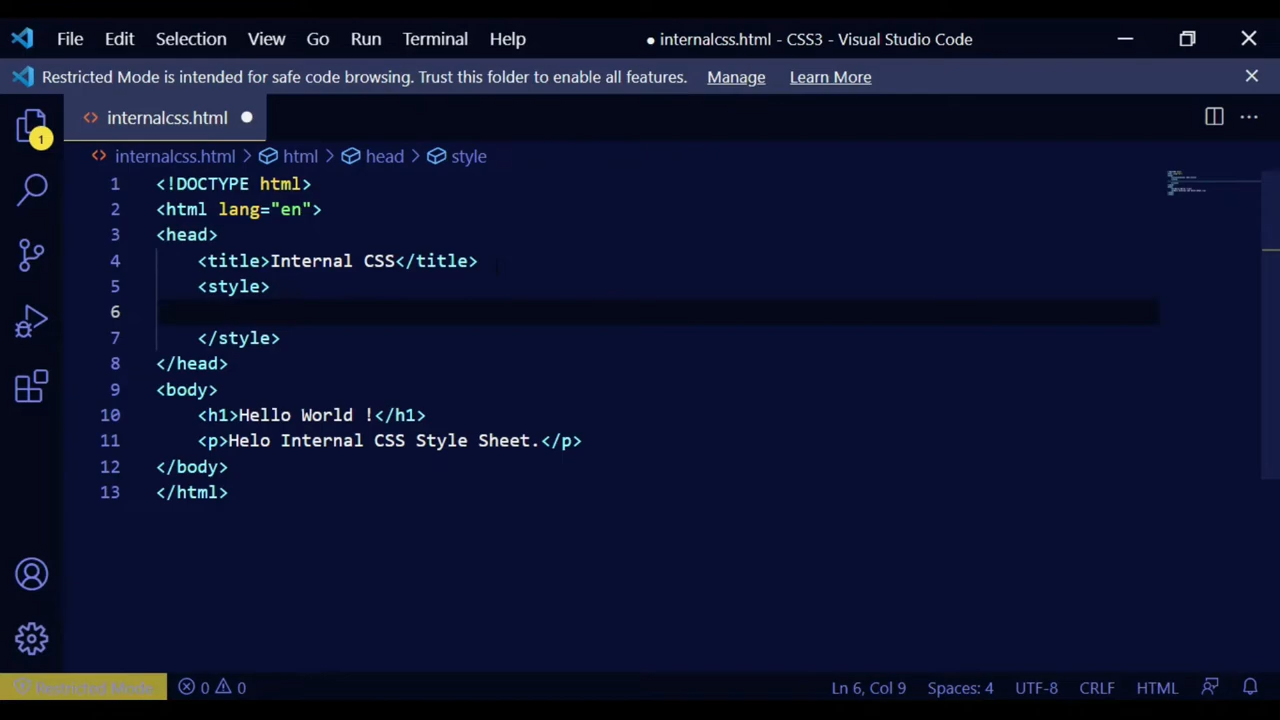 File Edit Selection View Go Run Terminal Help ● internalcss.html - CSS3 - Visual Studio Code
Restricted Mode is intended for safe code browsing. Trust this folder to enable all features. Manage Learn More
internalcss.html
1
internalcss.html > html > head > style
1 <!DOCTYPE html>
2 <html lang="en">
3 <head>
4 <title>Internal CSS</title>
5 <style>
6
7 </style>
8 </head>
9 <body>
10 <h1>Hello World !</h1>
11 <p>Helo Internal CSS Style Sheet.</p>
12 </body>
13 </html>
Restricted Mode 0 0 Ln 6, Col 9 Spaces: 4 UTF-8 CRLF HTML